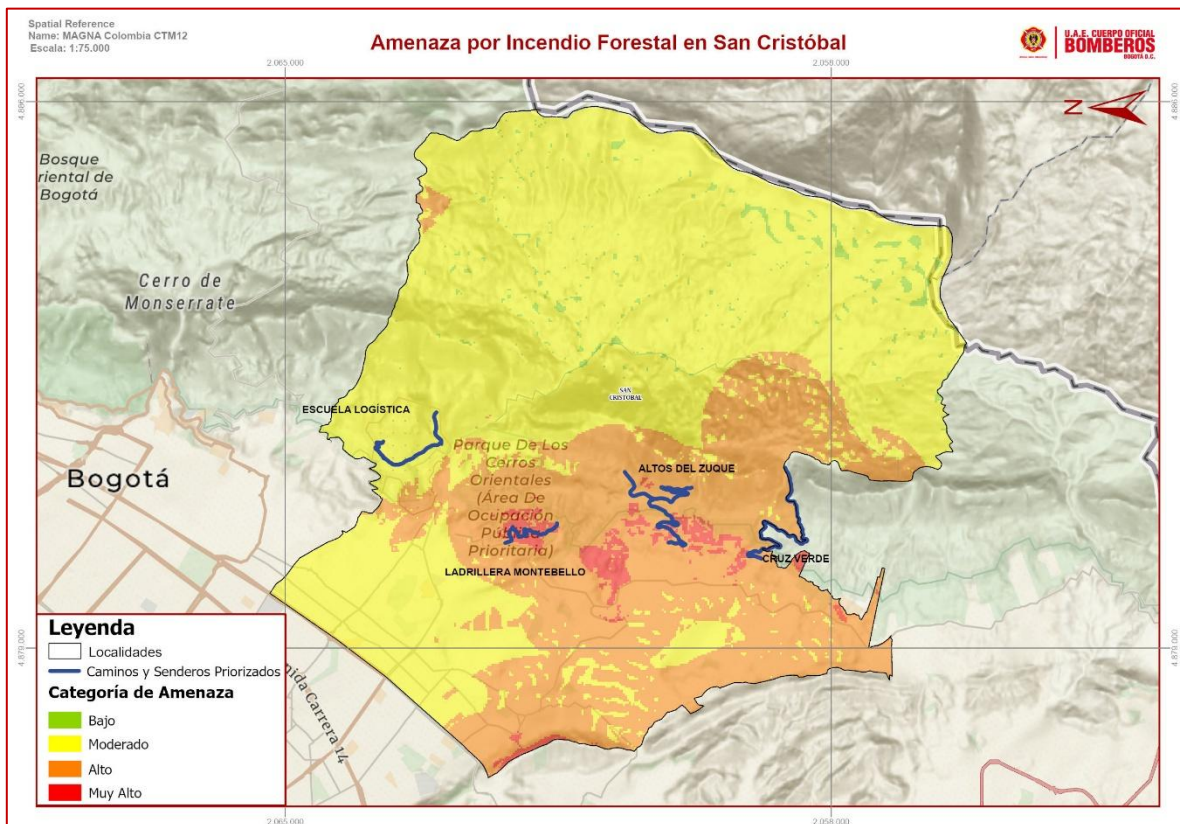 Spatial Reference
Name: MAGNA Colombia CTM12
Escala: 1:75.000
Amenaza por Incendio Forestal en San Cristóbal
U.A.E. CUERPO OFICIAL
BOMBEROS
BOGOTÁ D.C.
2.065.000
2.058.000
4.886.000
4.886.000
N
Bosque
riental de
Bogotá
Cerro de
Monserrate
SAN
CRISTOBAL
ESCUELA LOGÍSTICA
Parque De Los
Cerros
Orientales
(Área De
Ocupación
Pública
Prioritaria)
ALTOS DEL ZUQUE
Bogotá
CRUZ VERDE
LADRILLERA MONTEBELLO
4.879.000
4.879.000
nida Carrera 14
Leyenda
Localidades
Caminos y Senderos Priorizados
Categoría de Amenaza
Bajo
Moderado
Alto
Muy Alto
2.065.000
2.058.000